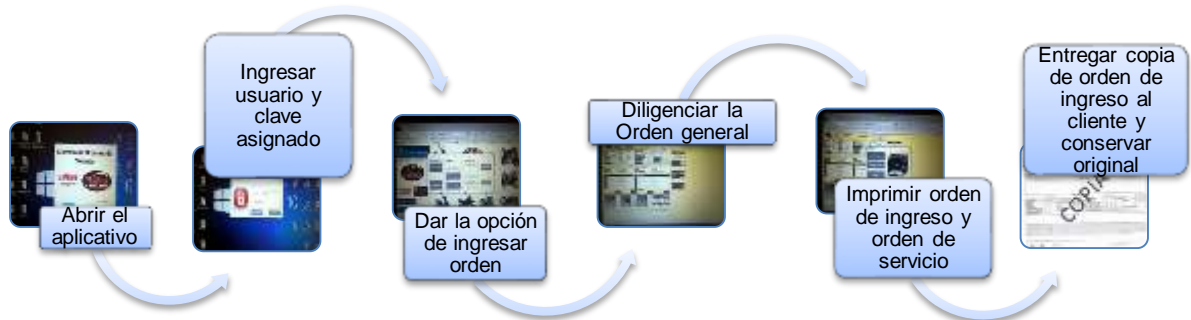 Abrir el
aplicativo
Ingresar
usuario y
clave
asignado
Dar la opción
de ingresar
orden
Diligenciar la
Orden general
Imprimir orden
de ingreso y
orden de
servicio
Entregar copia
de orden de
ingreso al
cliente y
conservar
original
COPIA